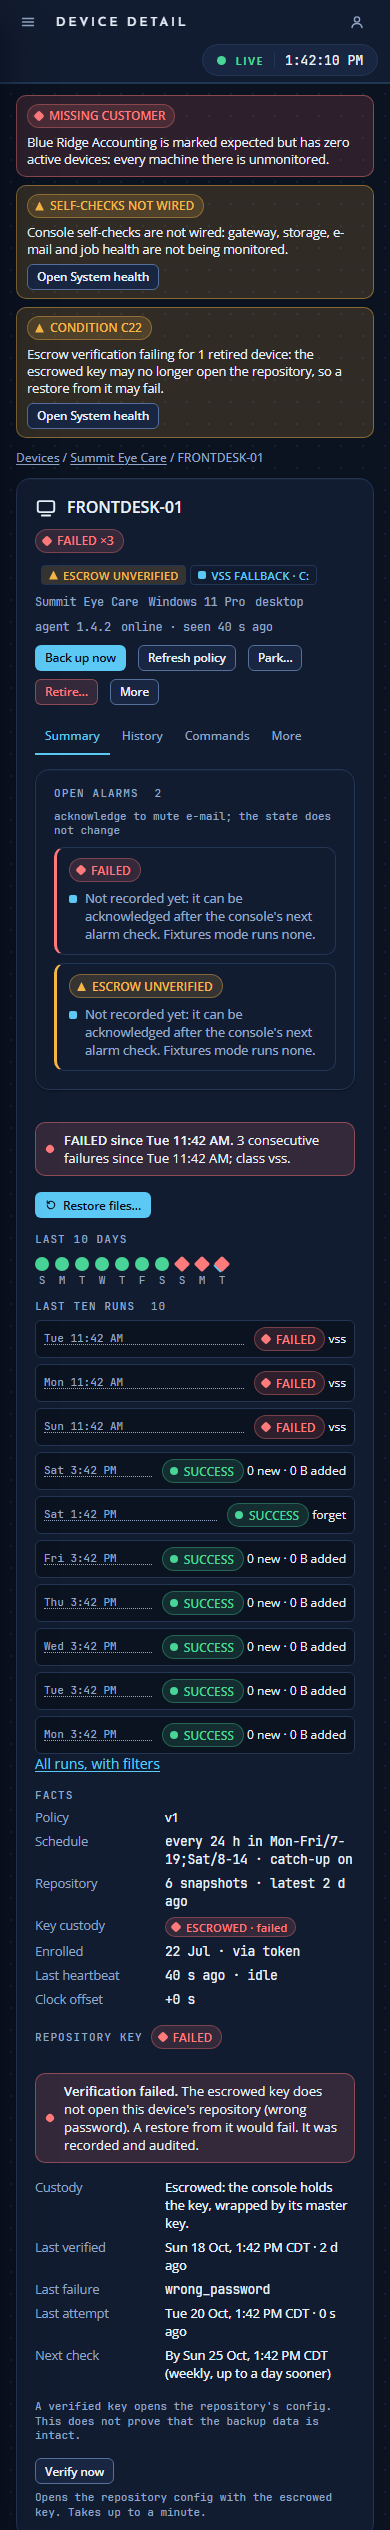 DEVICE DETAIL
LIVE 1:42:10 PM
MISSING CUSTOMER
Blue Ridge Accounting is marked expected but has zero
active devices: every machine there is unmonitored.
SELF-CHECKS NOT WIRED
Console self-checks are not wired: gateway, storage, e-
mail and job health are not being monitored.
Open System health
CONDITION C22
Escrow verification failing for 1 retired device: the
escrowed key may no longer open the repository, so a
restore from it may fail.
Open System health
Devices / Summit Eye Care / FRONTDESK-01
FRONTDESK-01
FAILED ×3
ESCROW UNVERIFIED VSS FALLBACK · C:
Summit Eye Care Windows 11 Pro desktop
agent 1.4.2 online · seen 40 s ago
Back up now Refresh policy Park…
Retire… More
Summary History Commands More
OPEN ALARMS 2
acknowledge to mute e-mail; the state does
not change
FAILED
Not recorded yet: it can be
acknowledged after the console's next
alarm check. Fixtures mode runs none.
ESCROW UNVERIFIED
Not recorded yet: it can be
acknowledged after the console's next
alarm check. Fixtures mode runs none.
FAILED since Tue 11:42 AM. 3 consecutive
failures since Tue 11:42 AM; class vss.
Restore files…
LAST 10 DAYS
S M T W T F S S M T
LAST TEN RUNS 10
Tue 11:42 AM FAILED vss
Mon 11:42 AM FAILED vss
Sun 11:42 AM FAILED vss
Sat 3:42 PM SUCCESS 0 new · 0 B added
Sat 1:42 PM SUCCESS forget
Fri 3:42 PM SUCCESS 0 new · 0 B added
Thu 3:42 PM SUCCESS 0 new · 0 B added
Wed 3:42 PM SUCCESS 0 new · 0 B added
Tue 3:42 PM SUCCESS 0 new · 0 B added
Mon 3:42 PM SUCCESS 0 new · 0 B added
All runs, with filters
FACTS
Policy v1
Schedule every 24 h in Mon-Fri/7-
19;Sat/8-14 · catch-up on
Repository 6 snapshots · latest 2 d
ago
Key custody ESCROWED · failed
Enrolled 22 Jul · via token
Last heartbeat 40 s ago · idle
Clock offset +0 s
REPOSITORY KEY FAILED
Verification failed. The escrowed key does
not open this device's repository (wrong
password). A restore from it would fail. It was
recorded and audited.
Custody Escrowed: the console holds
the key, wrapped by its master
key.
Last verified Sun 18 Oct, 1:42 PM CDT · 2 d
ago
Last failure wrong_password
Last attempt Tue 20 Oct, 1:42 PM CDT · 0 s
ago
Next check By Sun 25 Oct, 1:42 PM CDT
(weekly, up to a day sooner)
A verified key opens the repository's config.
This does not prove that the backup data is
intact.
Verify now
Opens the repository config with the escrowed
key. Takes up to a minute.